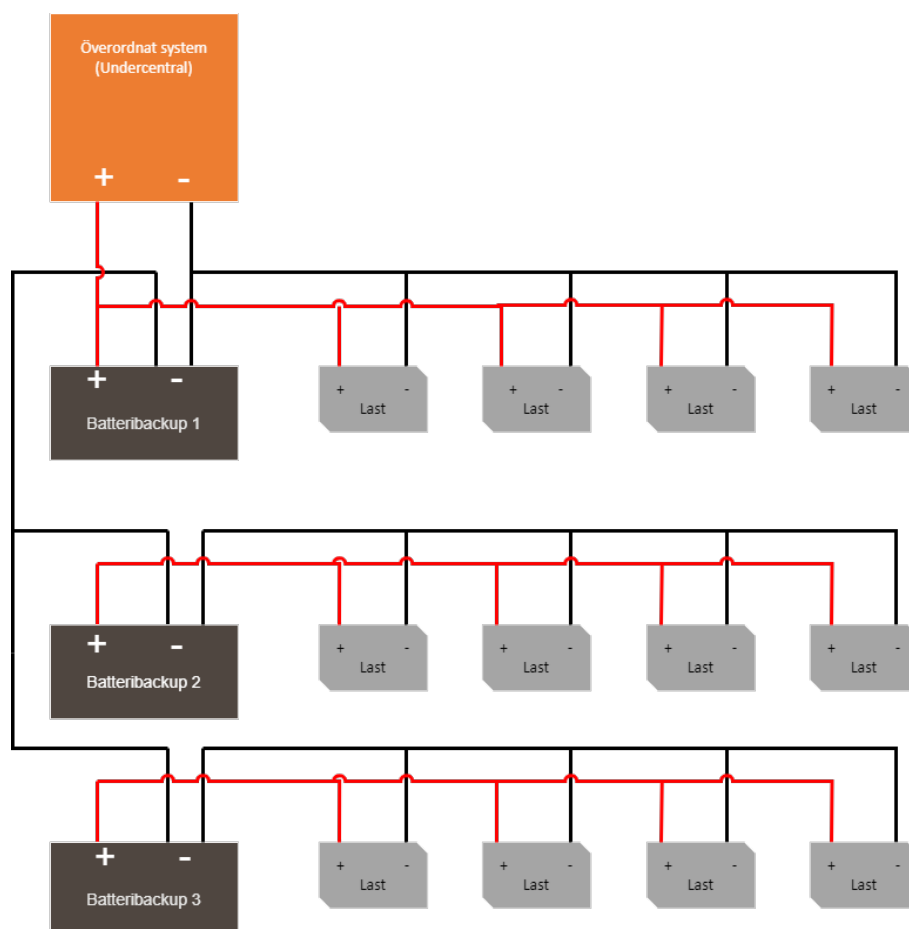 Överordnat system
(Undercentral)
+ -
+ -
Batteribackup 1
+ -
Last
+ -
Last
+ -
Last
+ -
Last
+ -
Batteribackup 2
+ -
Last
+ -
Last
+ -
Last
+ -
Last
+ -
Batteribackup 3
+ -
Last
+ -
Last
+ -
Last
+ -
Last